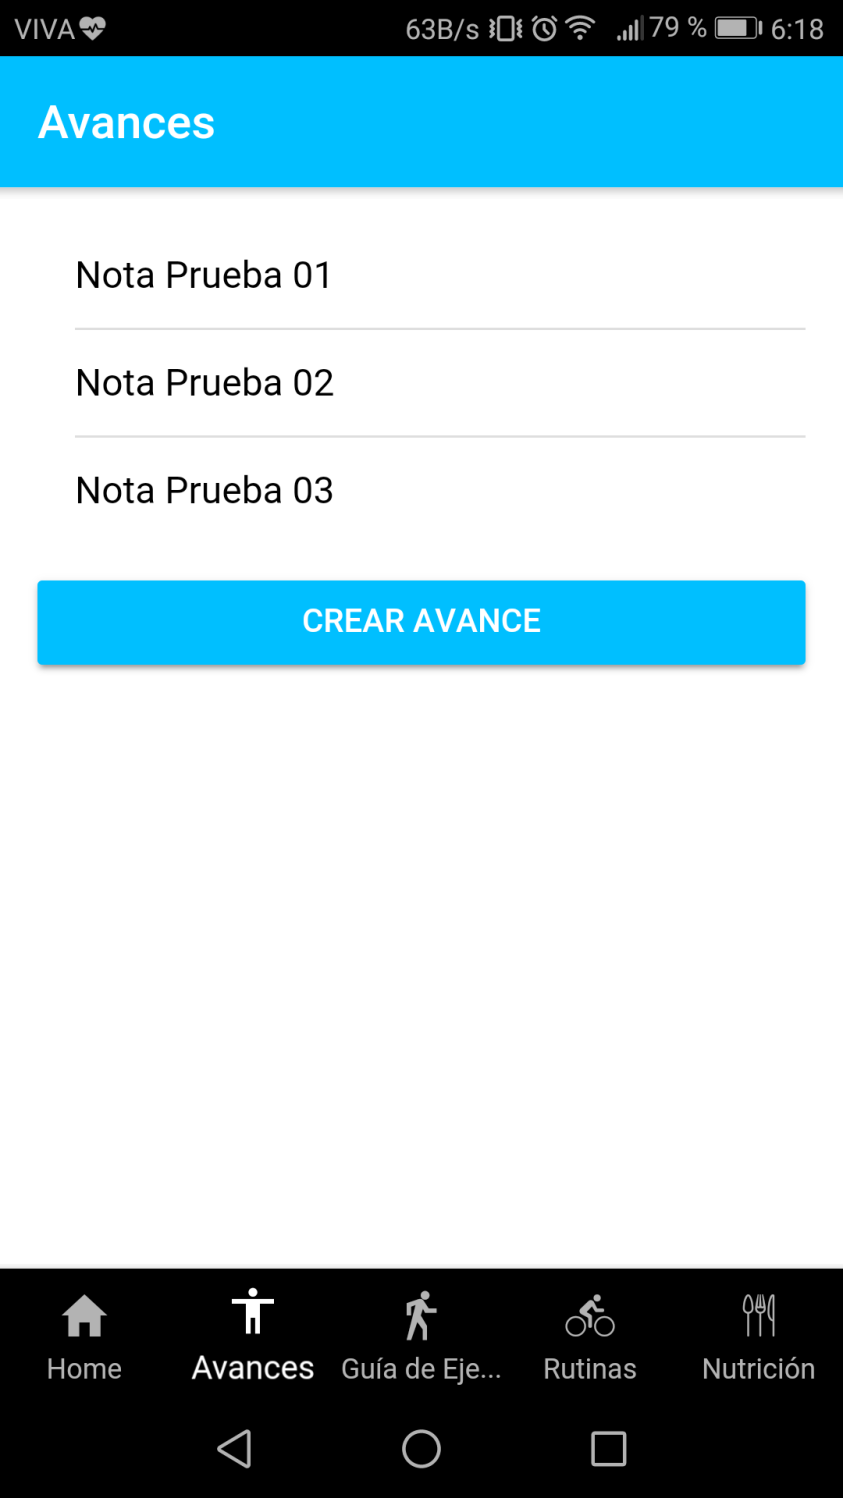 VIVA 63B/s 79 % 6:18
Avances
Nota Prueba 01
Nota Prueba 02
Nota Prueba 03
CREAR AVANCE
Home Avances Guía de Eje... Rutinas Nutrición